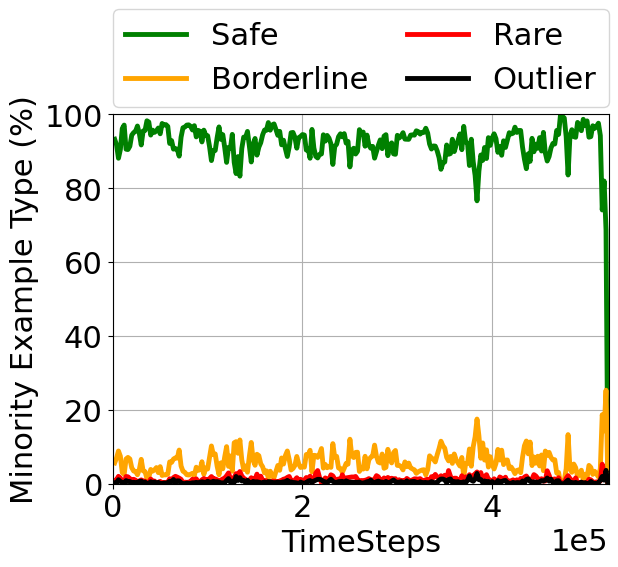 Safe
Rare
Borderline
Outlier
Minority Example Type (%)
100
80
60
40
20
0
0
2
4
TimeSteps
1e5